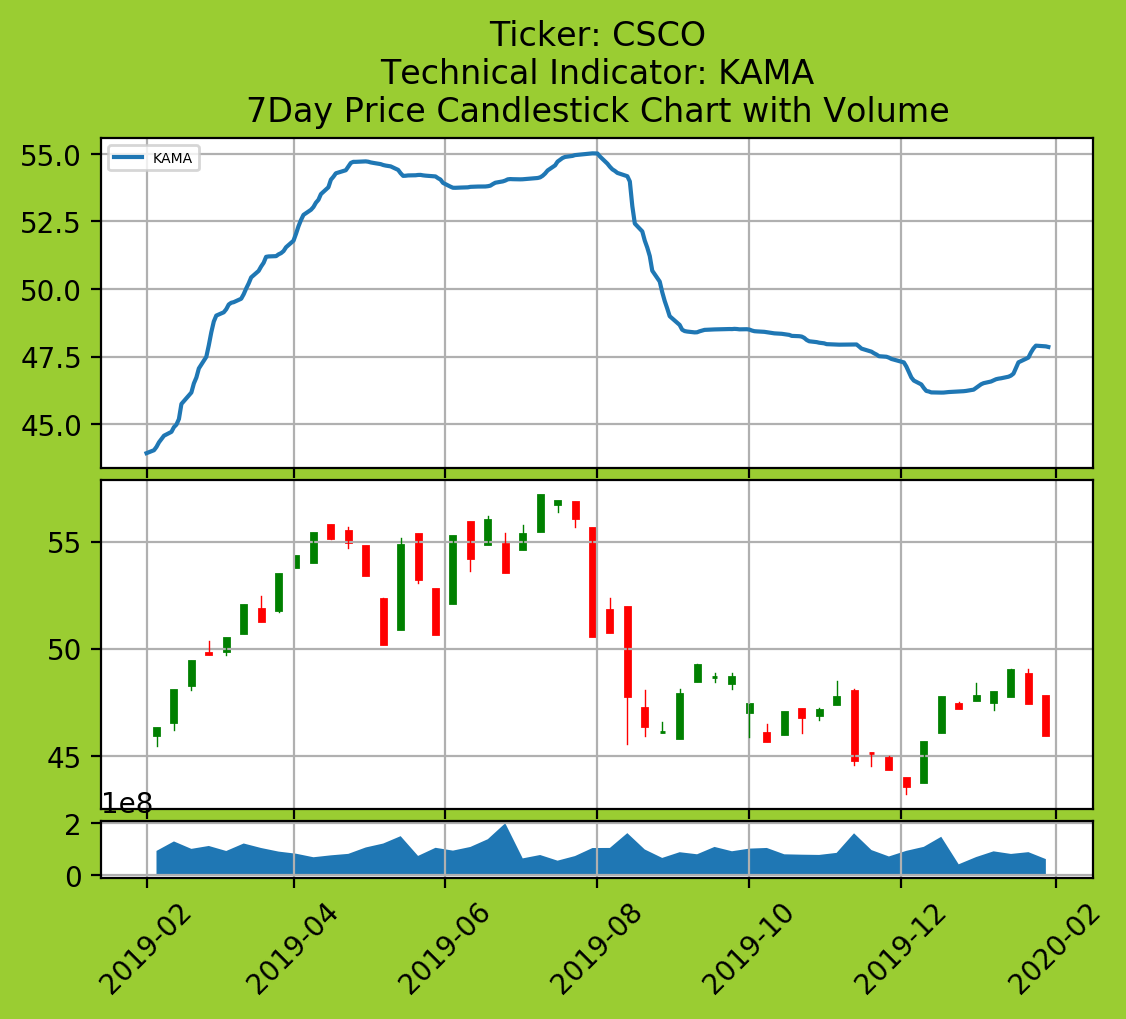 Ticker: CSCO
Technical Indicator: KAMA
7Day Price Candlestick Chart with Volume
KAMA
55.0
52.5
50.0
47.5
45.0
55
50
45
1e8
2
0
2019-02 2019-04 2019-06 2019-08 2019-10 2019-12 2020-02